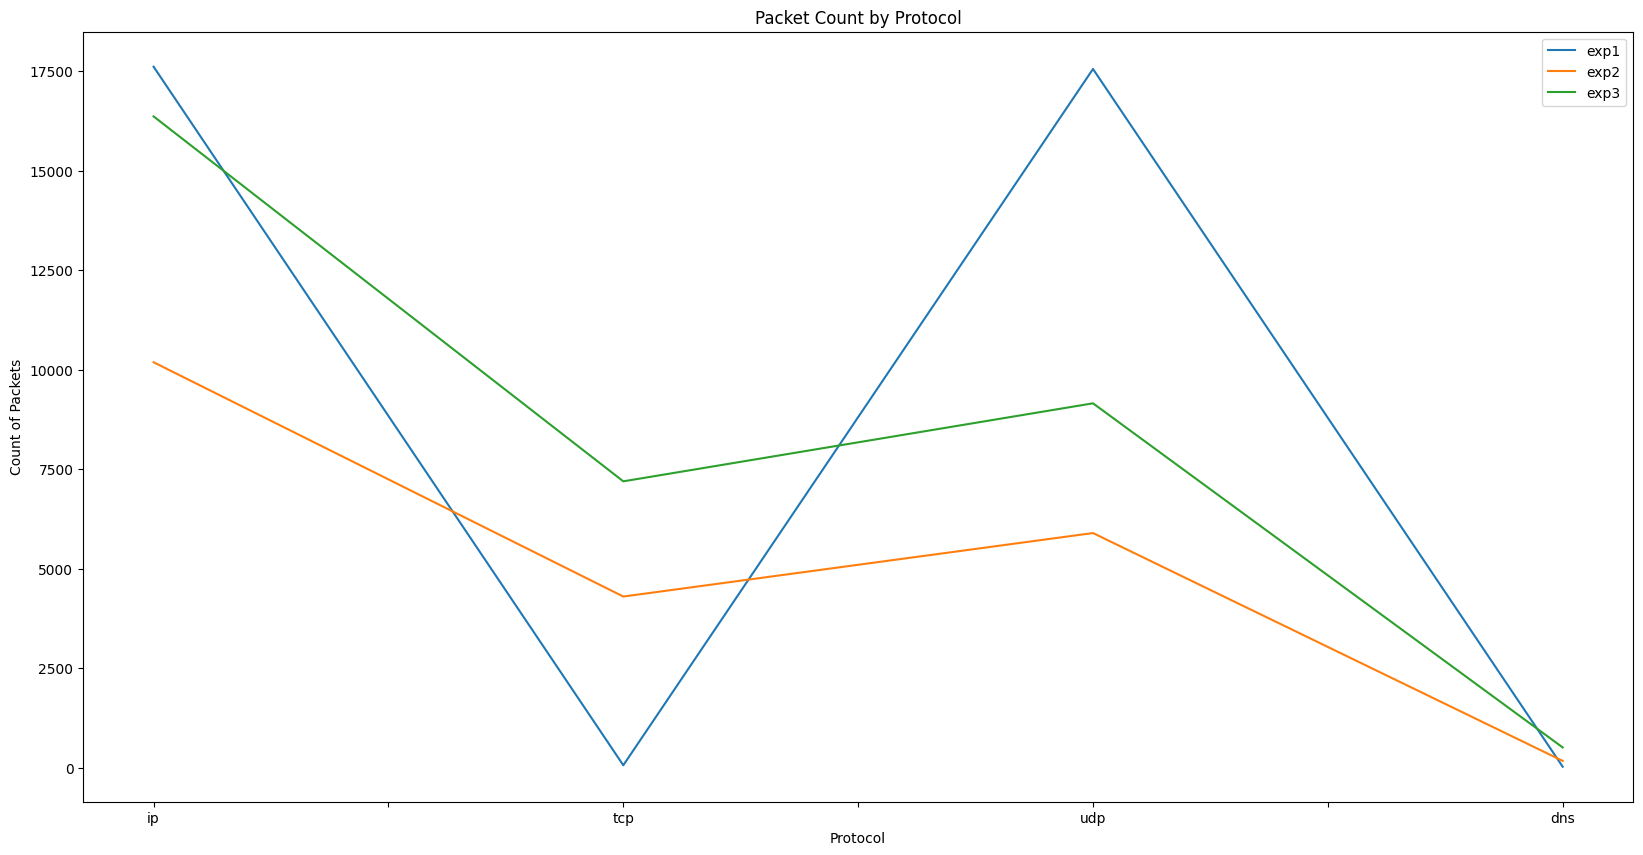 Packet Count by Protocol
exp1
exp2
exp3
17500
15000
12500
10000
7500
5000
2500
0
Count of Packets
ip
tcp
udp
dns
Protocol